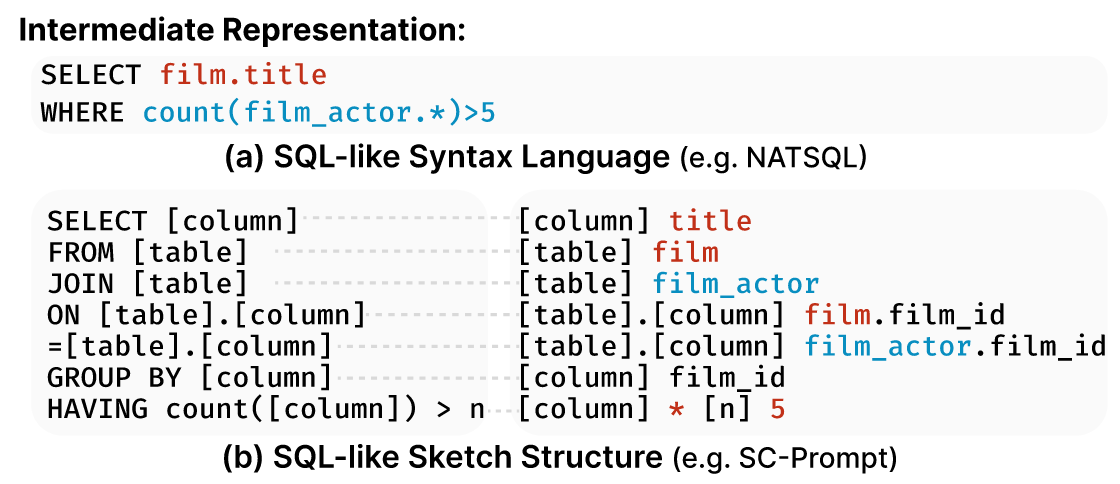 Intermediate Representation:
SELECT film.title
WHERE count(film_actor.*)>5
(a) SQL-like Syntax Language (e.g. NATSQL)
SELECT [column] [column] title
FROM [table] [table] film
JOIN [table] [table] film_actor
ON [table].[column] [table].[column] film.film_id
=[table].[column] [table].[column] film_actor.film_id
GROUP BY [column] [column] film_id
HAVING count([column]) > n [column] * [n] 5
(b) SQL-like Sketch Structure (e.g. SC-Prompt)